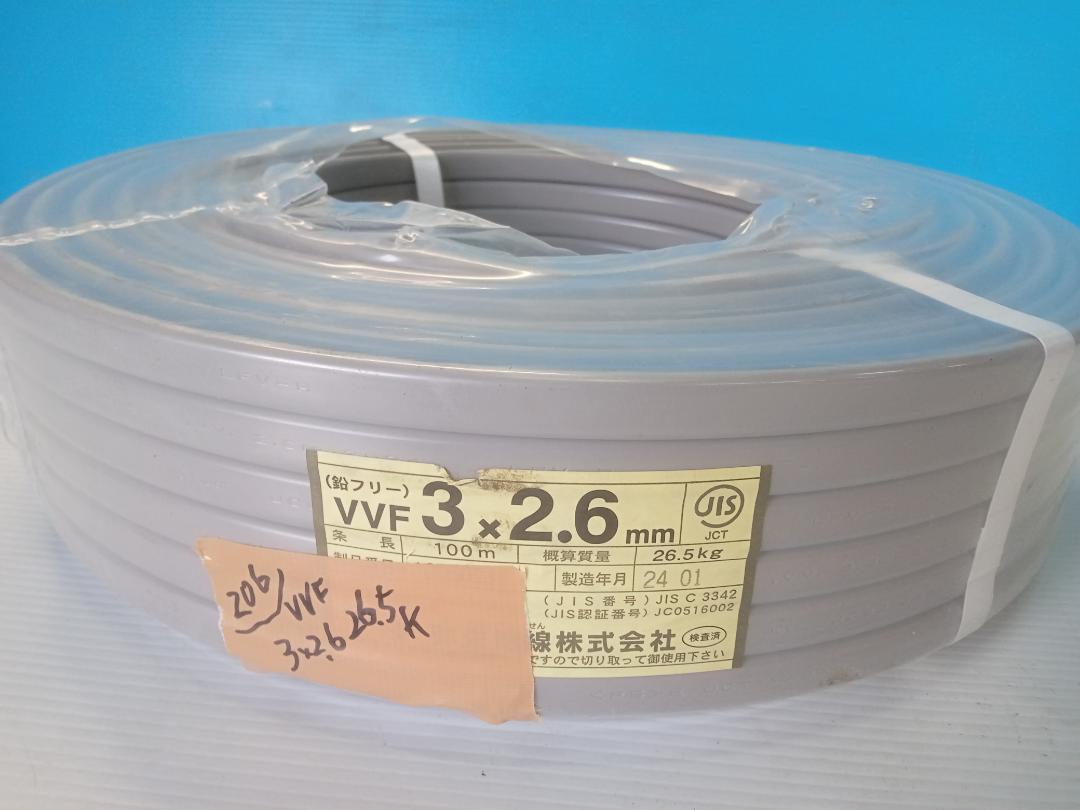 (鉛フリー)
VVF 3×2.6mm
JIS
JCT
条長 100m 概算質量 26.5kg
製造年月 24 01
(JIS番号) JIS C 3342
(JIS認証番号) JC0516002
せん
線株式会社 検査済
ですので切り取って御使用下さい
206/VVF
3×2.6 26.5K